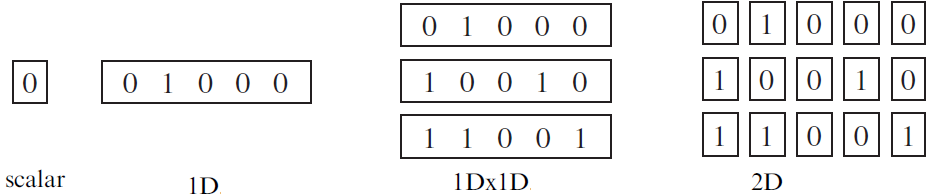 0
0 1 0 0 0
0 1 0 0 0
1 0 0 1 0
1 1 0 0 1
0 1 0 0 0
1 0 0 1 0
1 1 0 0 1
scalar
1D
1Dx1D
2D